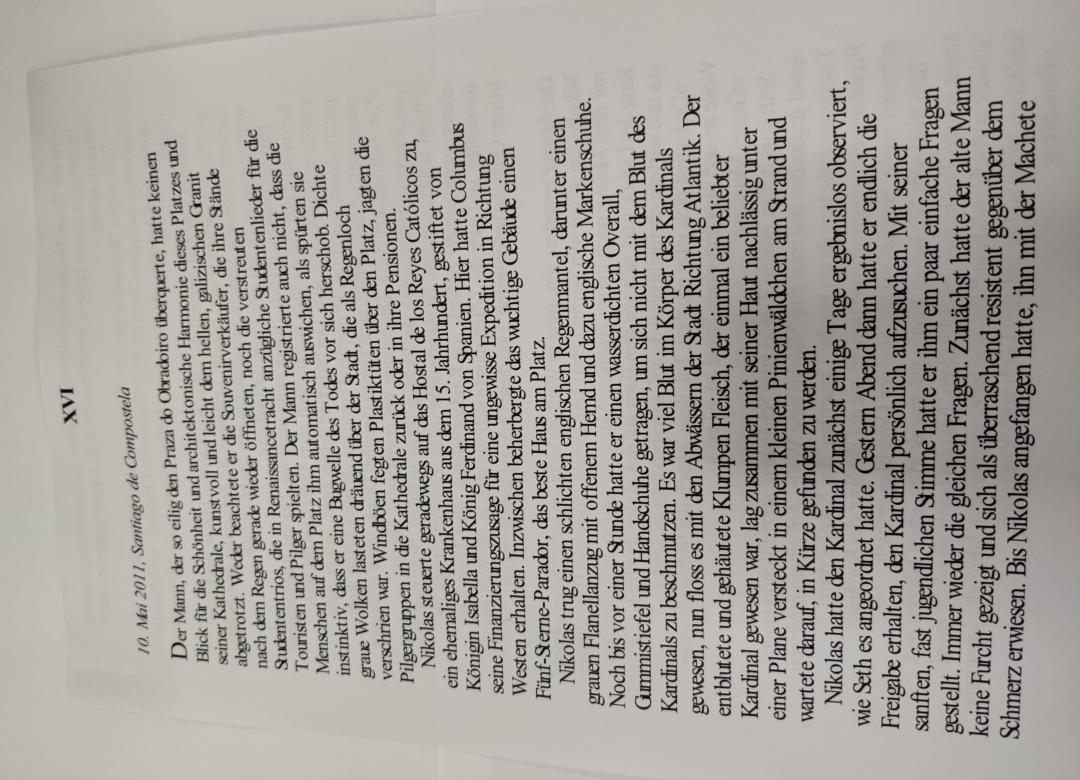 XVI
10. Mai 2011, Santiago de Compostela
Der Mann, der so eilig den Praza do Obradoiro überquerte, hatte keinen
Blick für die Schönheit und architektonische Harmonie dieses Platzes und
seiner Kathedrale, kunstvoll und leicht dem hellen, galizischen Granit
abgetrotzt. Weder beachtete er die Souvenirverkäufer, die ihre Stände
nach dem Regen gerade wieder öffneten, noch die verstreuten
Studententrios, die in Renaissancetracht anzügliche Studentenlieder für die
Touristen und Pilger spielten. Der Mann registrierte auch nicht, dass die
Menschen auf dem Platz ihm automatisch auswichen, als spürten sie
instinktiv, dass er eine Bugwelle des Todes vor sich herschob. Dichte
graue Wolken lasteten dräuend über der Stadt, die als Regenloch
verschrien war. Windböen fegten Plastiktüten über den Platz, jagten die
Pilgergruppen in die Kathedrale zurück oder in ihre Pensionen.
Nikolas steuerte geradewegs auf das Hostal de los Reyes Católicos zu,
ein ehemaliges Krankenhaus aus dem 15. Jahrhundert, gestiftet von
Königin Isabella und König Ferdinand von Spanien. Hier hatte Columbus
seine Finanzierungszusage für eine ungewisse Expedition in Richtung
Westen erhalten. Inzwischen beherbergte das wuchtige Gebäude einen
Fünf-Sterne-Parador, das beste Haus am Platz.
Nikolas trug einen schlichten englischen Regenmantel, darunter einen
grauen Flanellanzug mit offenem Hemd und dazu englische Markenschuhe.
Noch bis vor einer Stunde hatte er einen wasserdichten Overall,
Gummistiefel und Handschuhe getragen, um sich nicht mit dem Blut des
Kardinals zu beschmutzen. Es war viel Blut im Körper des Kardinals
gewesen, nun floss es mit den Abwässern der Stadt Richtung Atlantik. Der
entblutete und gehäutete Klumpen Fleisch, der einmal ein beliebter
Kardinal gewesen war, lag zusammen mit seiner Haut nachlässig unter
einer Plane versteckt in einem kleinen Pinienwäldchen am Strand und
wartete darauf, in Kürze gefunden zu werden.
Nikolas hatte den Kardinal zunächst einige Tage ergebnislos observiert,
wie Seth es angeordnet hatte. Gestern Abend dann hatte er endlich die
Freigabe erhalten, den Kardinal persönlich aufzusuchen. Mit seiner
sanften, fast jugendlichen Stimme hatte er ihm ein paar einfache Fragen
gestellt. Immer wieder die gleichen Fragen. Zunächst hatte der alte Mann
keine Furcht gezeigt und sich als überraschend resistent gegenüber dem
Schmerz erwiesen. Bis Nikolas angefangen hatte, ihm mit der Machete